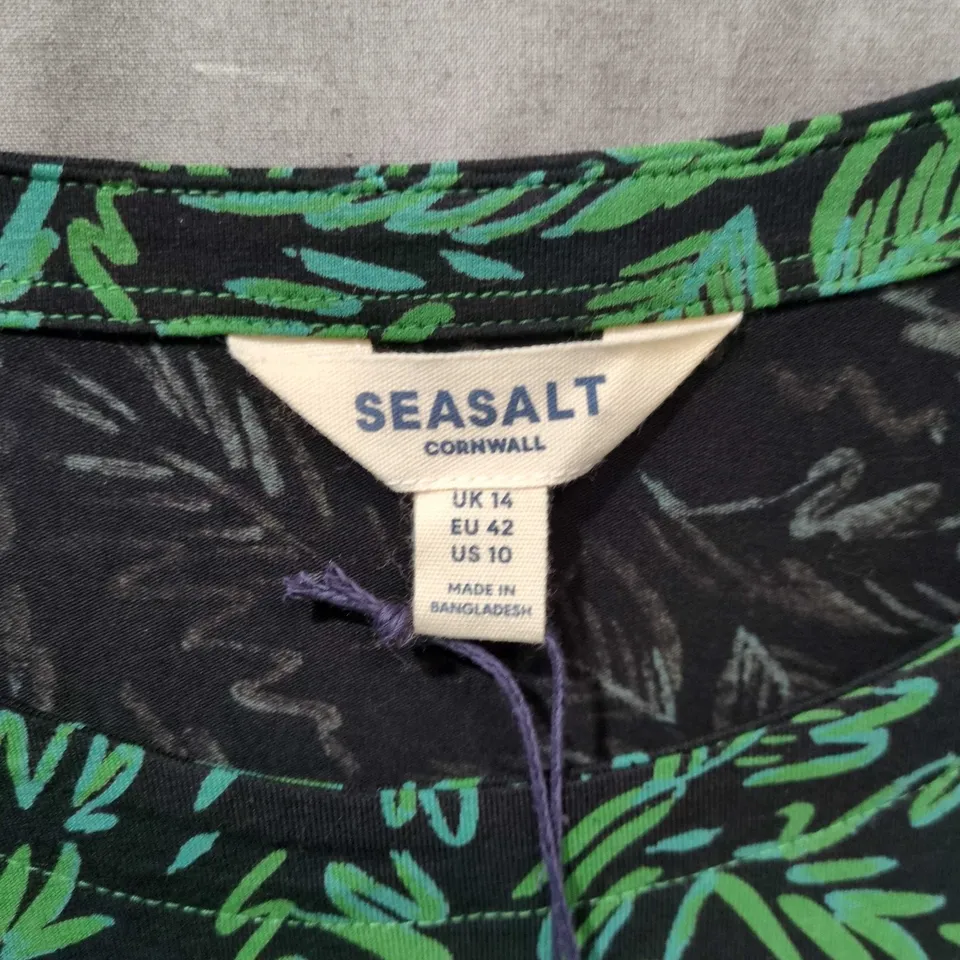 SEASALT
CORNWALL
UK 14
EU 42
US 10
MADE IN
BANGLADESH